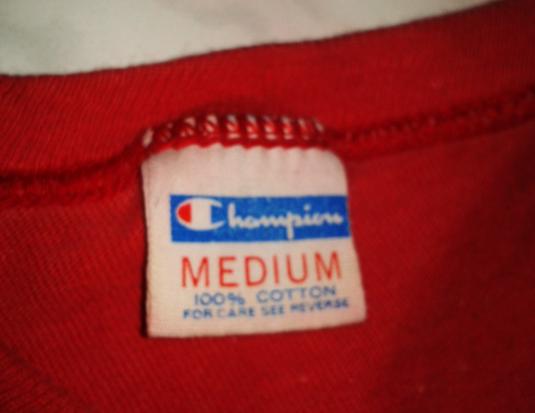 Champion
MEDIUM
100% COTTON
FOR CARE SEE REVERSE